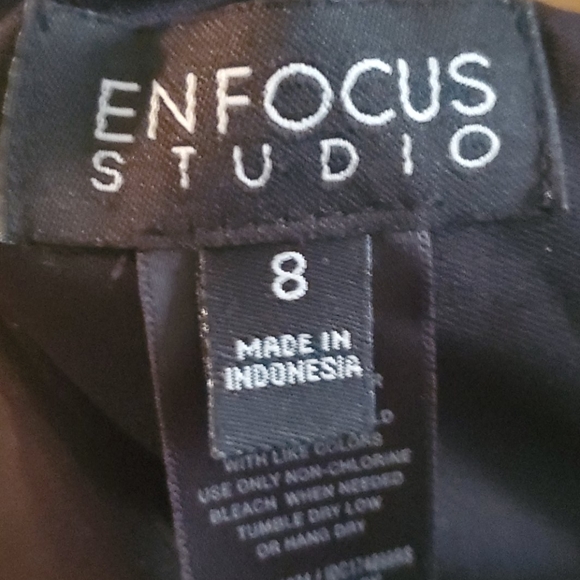 ENFOCUS
STUDIO
8
MADE IN
INDONESIA
WITH LIKE COLORS
USE ONLY NON-CHLORINE
BLEACH WHEN NEEDED
TUMBLE DRY LOW
OR HANG DRY